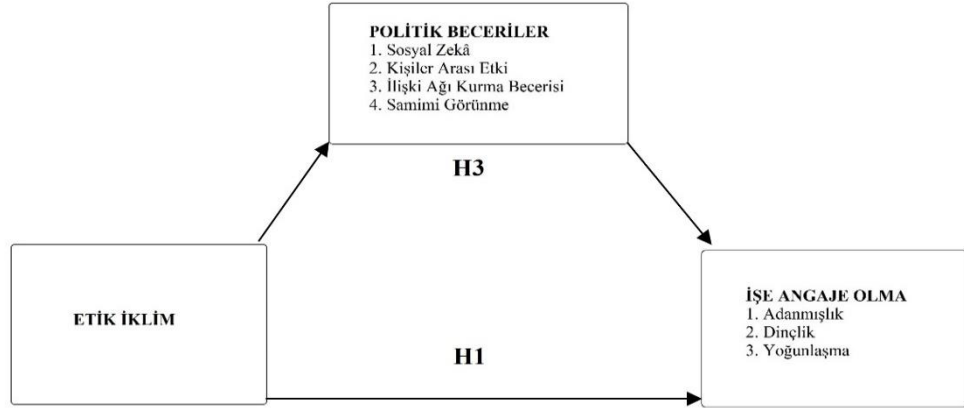 POLİTİK BECERİLER
1. Sosyal Zekâ
2. Kişiler Arası Etki
3. İlişki Ağı Kurma Becerisi
4. Samimi Görünme
H3
ETİK İKLİM
İŞE ANGAJE OLMA
1. Adanmışlık
2. Dinçlik
3. Yoğunlaşma
H1